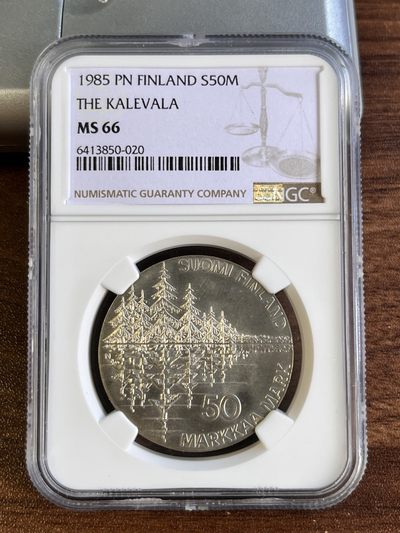 1985 PN FINLAND S50M
THE KALEVALA
MS 66
6413850-020
NUMISMATIC GUARANTY COMPANY
NGC®
SUOMI FINLAND
50
MARKKAA MARK